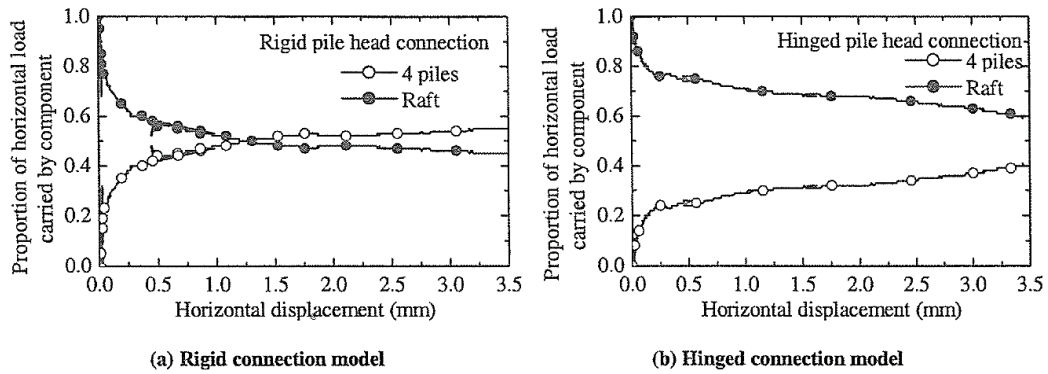 Proportion of horizontal load
carried by component
1.0
0.8
0.6
0.4
0.2
0.0
Rigid pile head connection
4 piles
Raft
0.0 0.5 1.0 1.5 2.0 2.5 3.0 3.5
Horizontal displacement (mm)
(a) Rigid connection model
Proportion of horizontal load
carried by component
1.0
0.8
0.6
0.4
0.2
0.0
Hinged pile head connection
4 piles
Raft
0.0 0.5 1.0 1.5 2.0 2.5 3.0 3.5
Horizontal displacement (mm)
(b) Hinged connection model